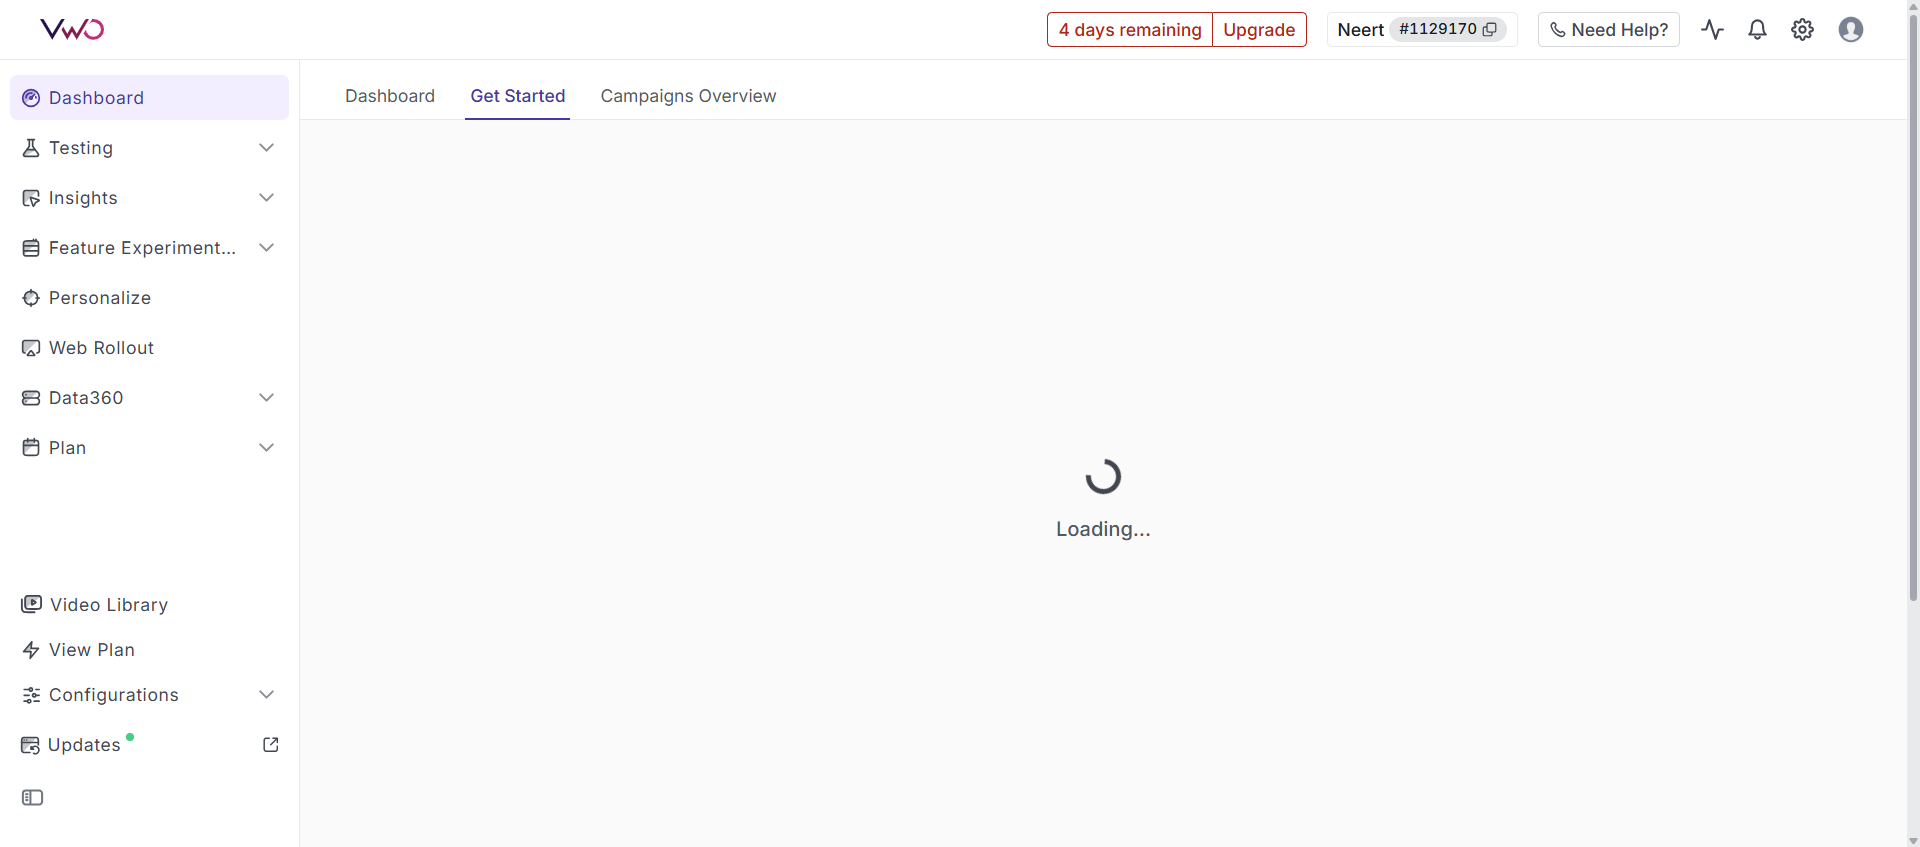 VWO
4 days remaining Upgrade Neert #1129170 Need Help?
Dashboard
Testing
Insights
Feature Experiment...
Personalize
Web Rollout
Data360
Plan
Video Library
View Plan
Configurations
Updates
Dashboard Get Started Campaigns Overview
Loading...